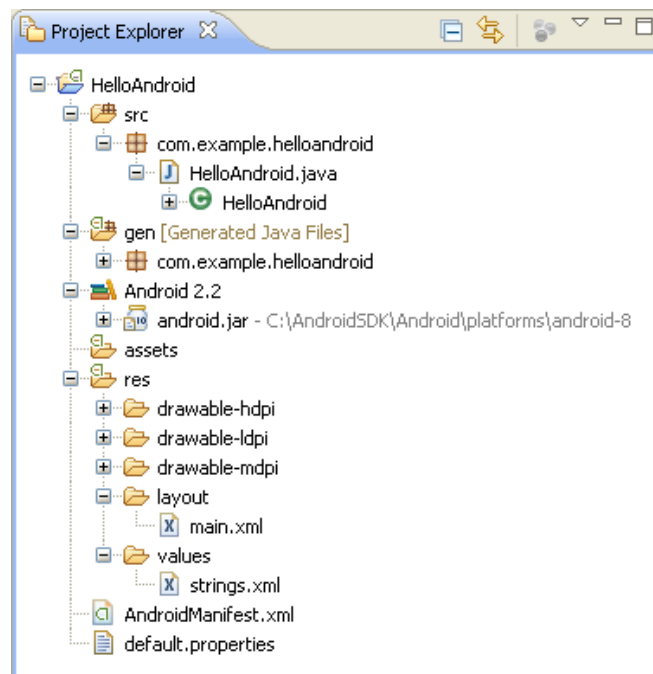 Project Explorer
HelloAndroid
src
com.example.helloandroid
HelloAndroid.java
HelloAndroid
gen [Generated Java Files]
com.example.helloandroid
Android 2.2
android.jar - C:\AndroidSDK\Android\platforms\android-8
assets
res
drawable-hdpi
drawable-ldpi
drawable-mdpi
layout
main.xml
values
strings.xml
AndroidManifest.xml
default.properties